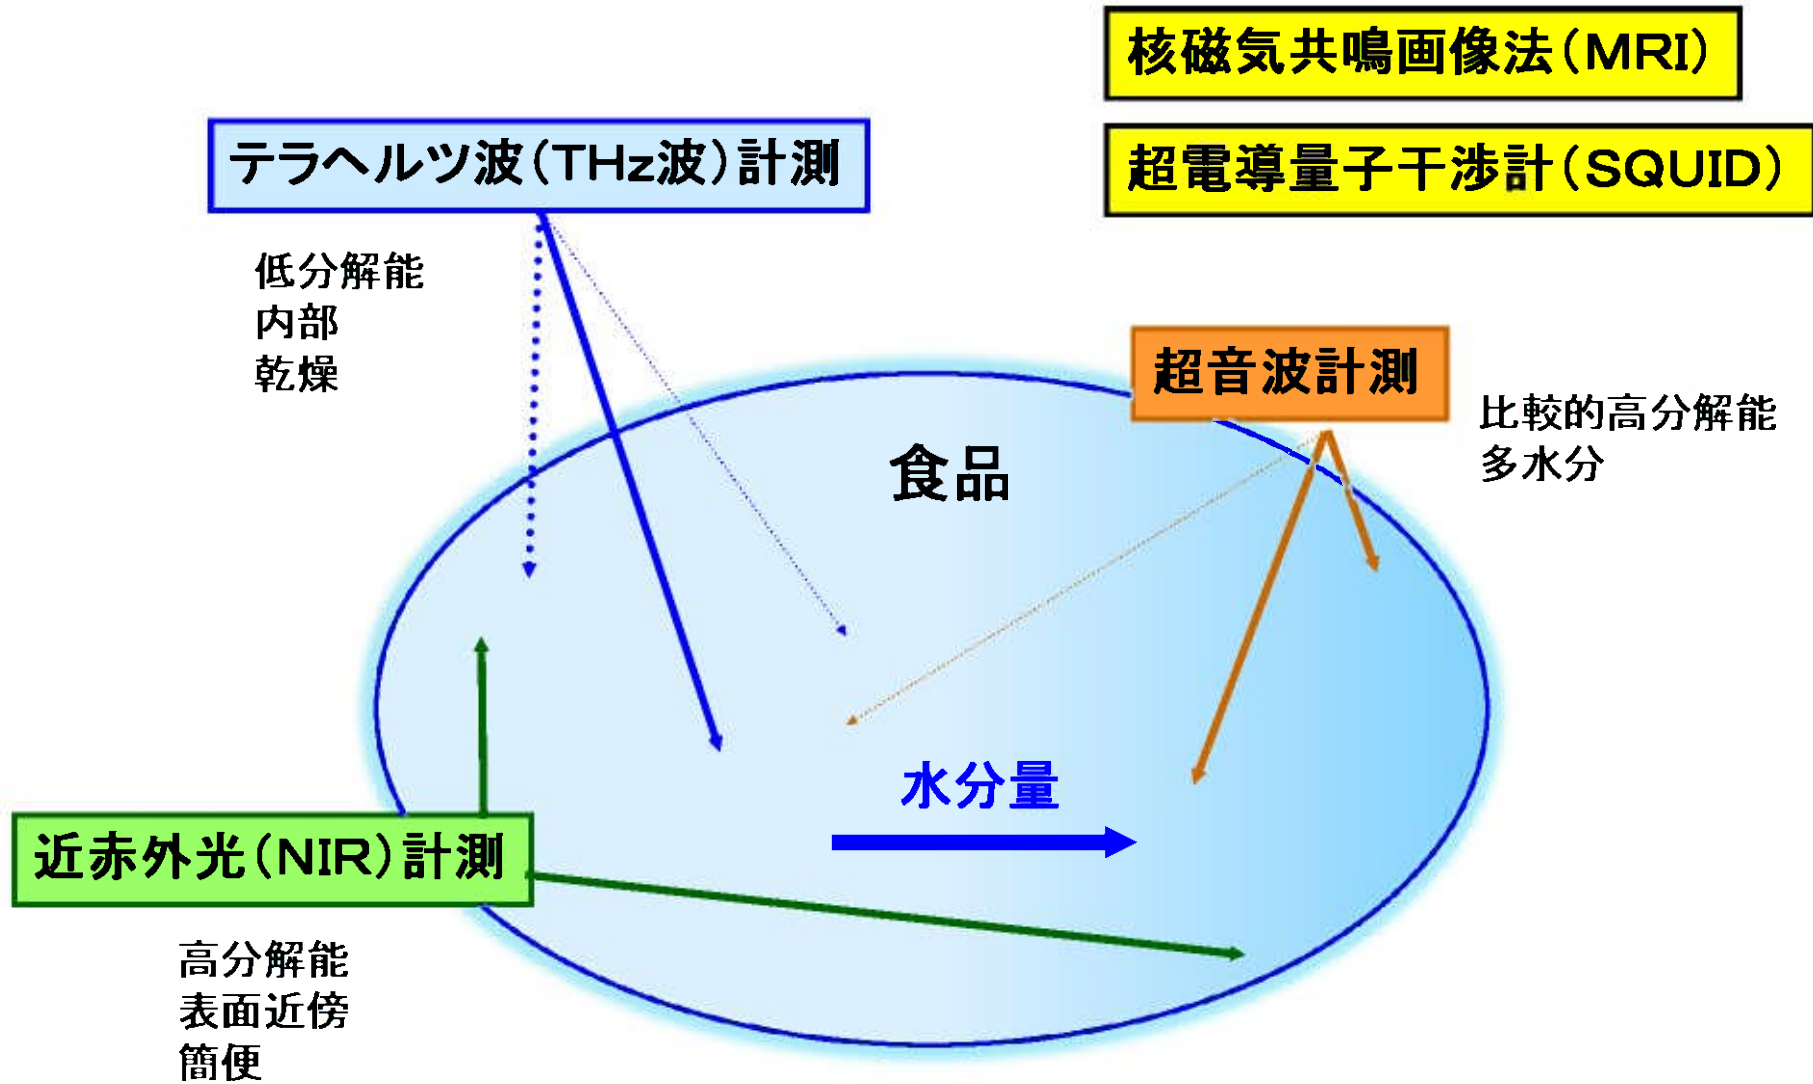 核磁気共鳴画像法(MRI)
超電導量子干渉計(SQUID)
テラヘルツ波(THz波)計測
低分解能
内部
乾燥
超音波計測
比較的高分解能
多水分
食品
水分量
近赤外光(NIR)計測
高分解能
表面近傍
簡便